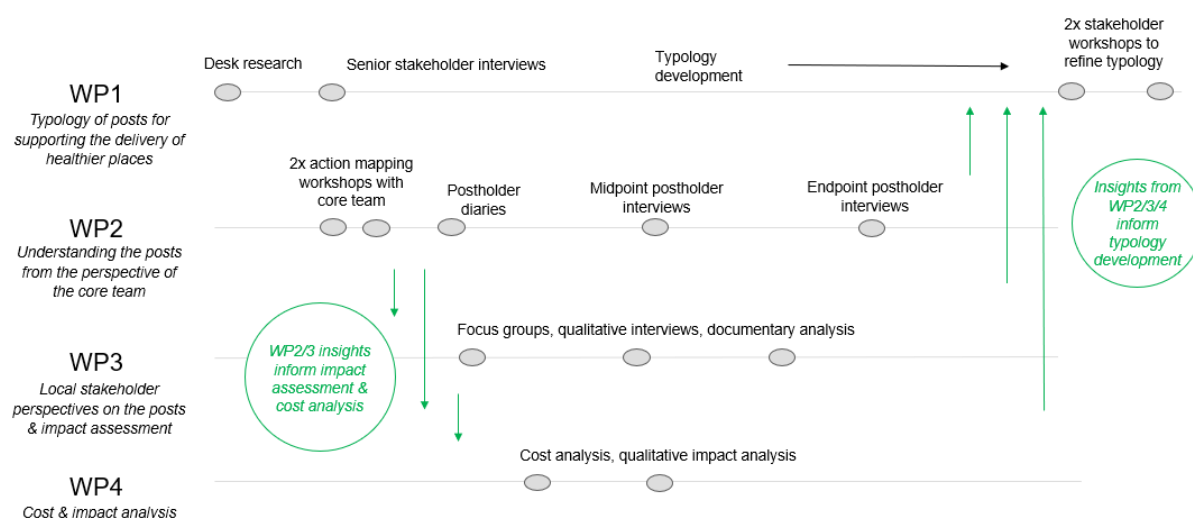 2x stakeholder
workshops to
refine typology
Desk research
Senior stakeholder interviews
Typology
development
WP1
Typology of posts for
supporting the delivery of
healthier places
2x action mapping
workshops with
core team
Postholder
diaries
Midpoint postholder
interviews
Endpoint postholder
interviews
Insights from
WP2/3/4
inform
typology
development
WP2
Understanding the posts
from the perspective of
the core team
Focus groups, qualitative interviews, documentary analysis
WP2/3 insights
inform impact
assessment &
cost analysis
WP3
Local stakeholder
perspectives on the posts
& impact assessment
Cost analysis, qualitative impact analysis
WP4
Cost & impact analysis